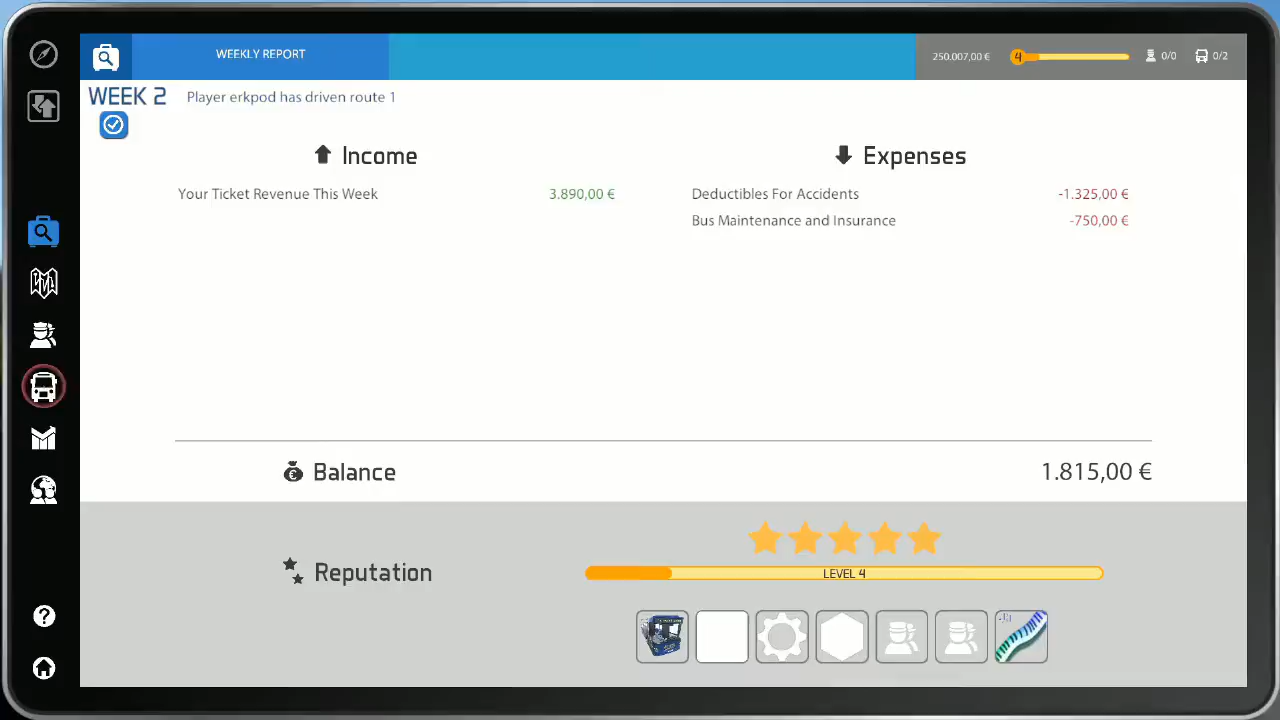 WEEKLY REPORT
250.007,00 €
4
0/0
0/2
WEEK 2
Player erkpod has driven route 1
Income
Expenses
Your Ticket Revenue This Week
3.890,00 €
Deductibles For Accidents
-1.325,00 €
Bus Maintenance and Insurance
-750,00 €
Balance
1.815,00 €
Reputation
LEVEL 4